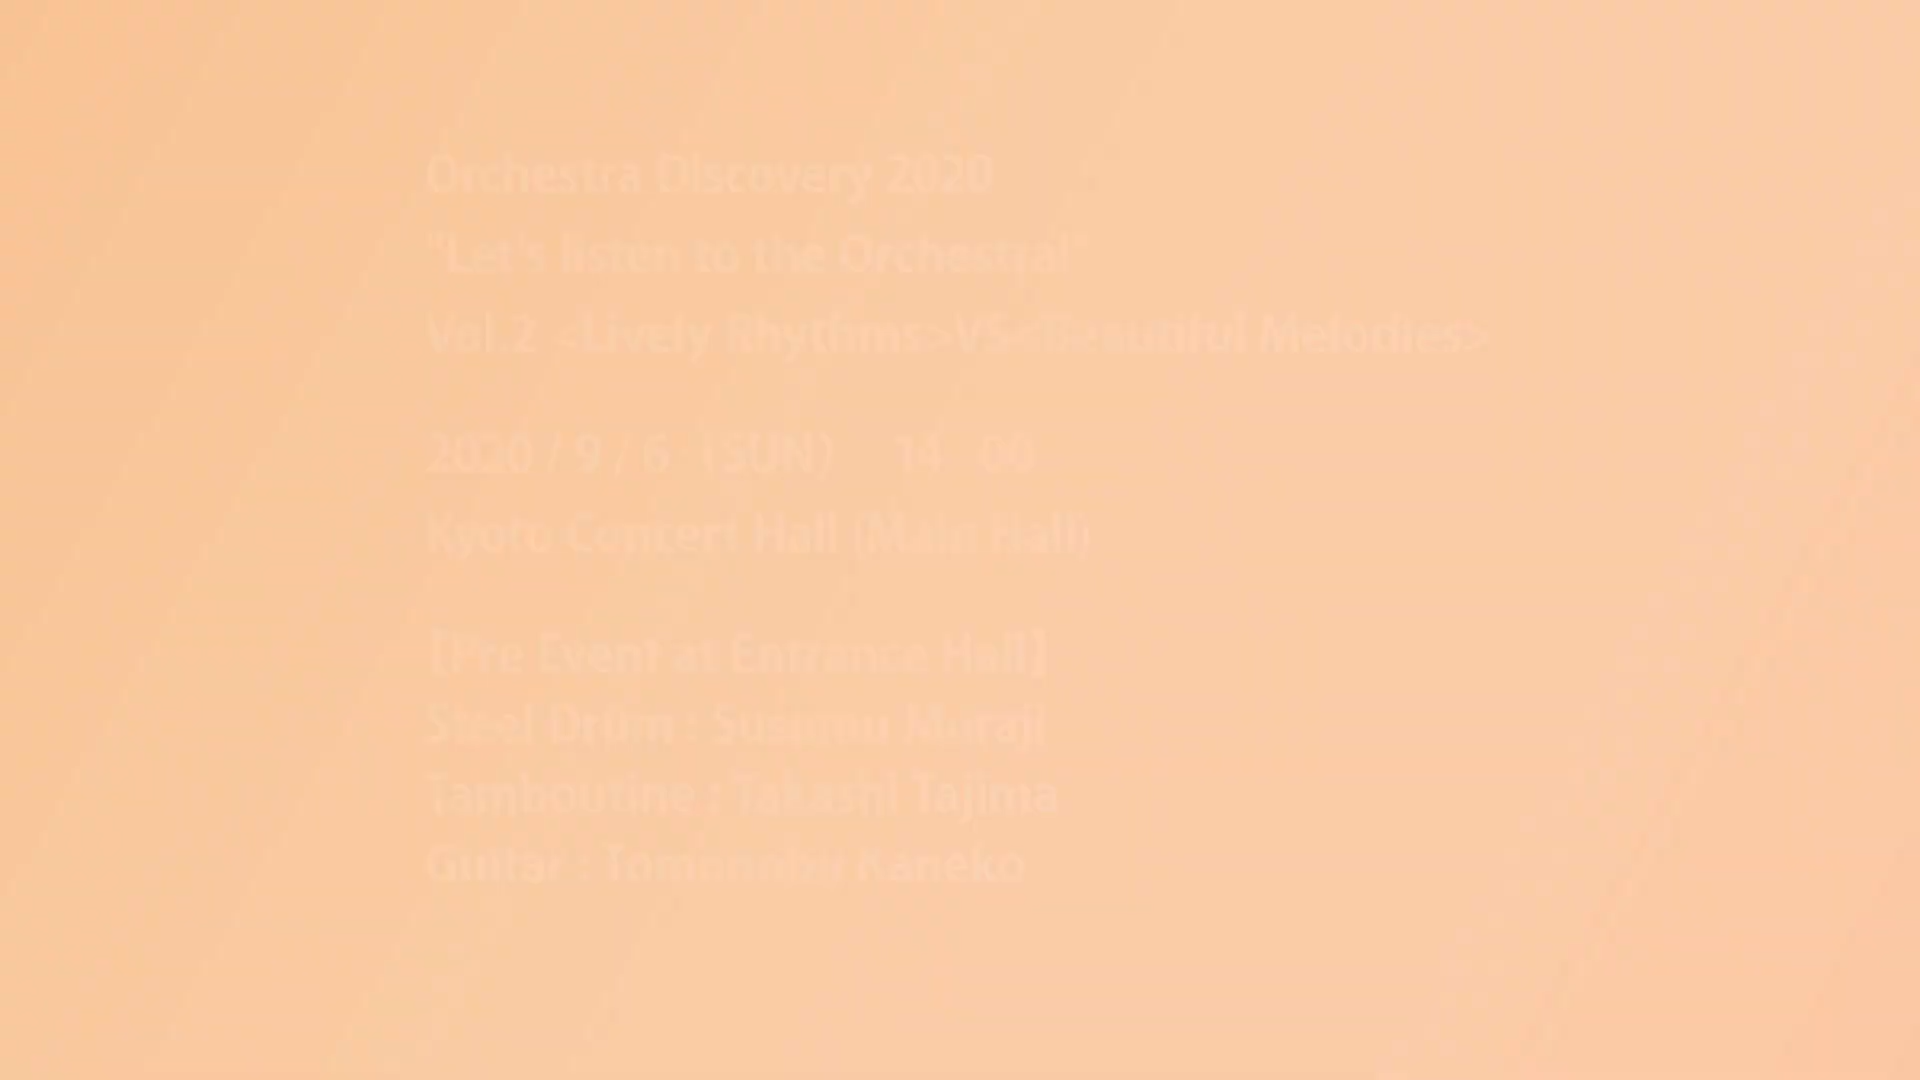 Orchestra Discovery 2020
"Let's listen to the Orchestra!"
Vol.2 <Lively Rhythms>VS<Beautiful Melodies>
2020 / 9 / 6 (SUN) 14 00
Kyoto Concert Hall (Main Hall)
[Pre Event at Entrance Hall]
Steel Drum : Susumu Muraji
Tambourine : Takashi Tajima
Guitar : Kaneko